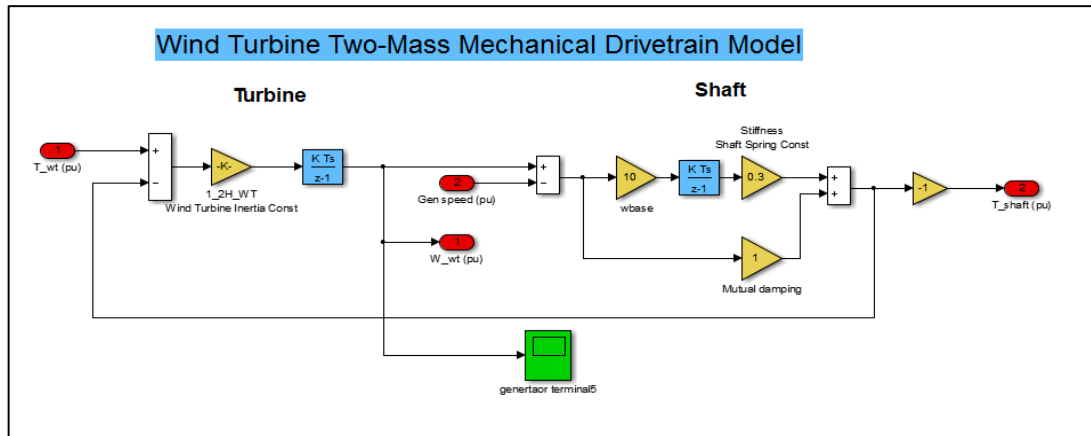 Wind Turbine Two-Mass Mechanical Drivetrain Model
Turbine
Shaft
1
T_wt (pu)
+
−
-K-
1_2H_WT
Wind Turbine Inertia Const
K Ts
z-1
+
−
2
Gen speed (pu)
1
W_wt (pu)
10
wbase
K Ts
z-1
Stiffness
Shaft Spring Const
0.3
1
Mutual damping
+
+
-1
2
T_shaft (pu)
genertaor terminal5